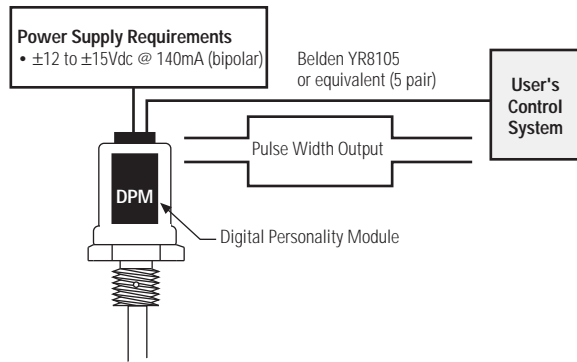 Power Supply Requirements
• ±12 to ±15Vdc @ 140mA (bipolar)
Belden YR8105
or equivalent (5 pair)
User's
Control
System
Pulse Width Output
DPM
Digital Personality Module